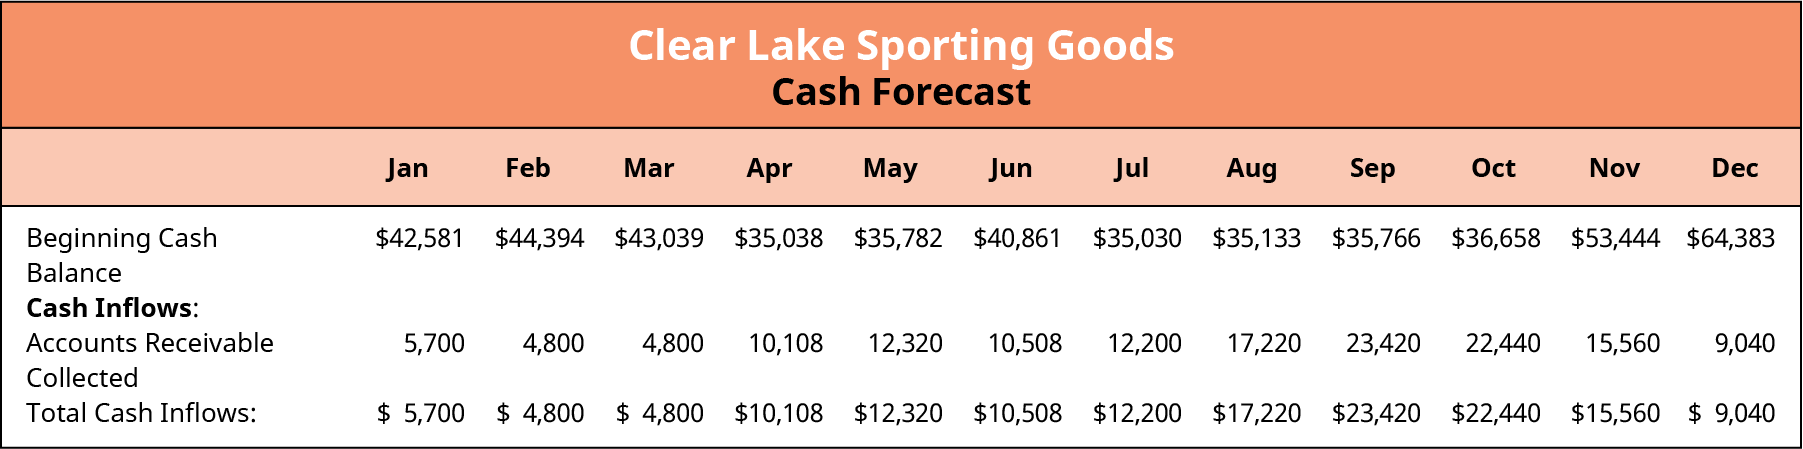 Clear Lake Sporting Goods
Cash Forecast
Jan Feb Mar Apr May Jun Jul Aug Sep Oct Nov Dec
Beginning Cash $42,581 $44,394 $43,039 $35,038 $35,782 $40,861 $35,030 $35,133 $35,766 $36,658 $53,444 $64,383
Balance
Cash Inflows:
Accounts Receivable 5,700 4,800 4,800 10,108 12,320 10,508 12,200 17,220 23,420 22,440 15,560 9,040
Collected
Total Cash Inflows: $ 5,700 $ 4,800 $ 4,800 $10,108 $12,320 $10,508 $12,200 $17,220 $23,420 $22,440 $15,560 $ 9,040